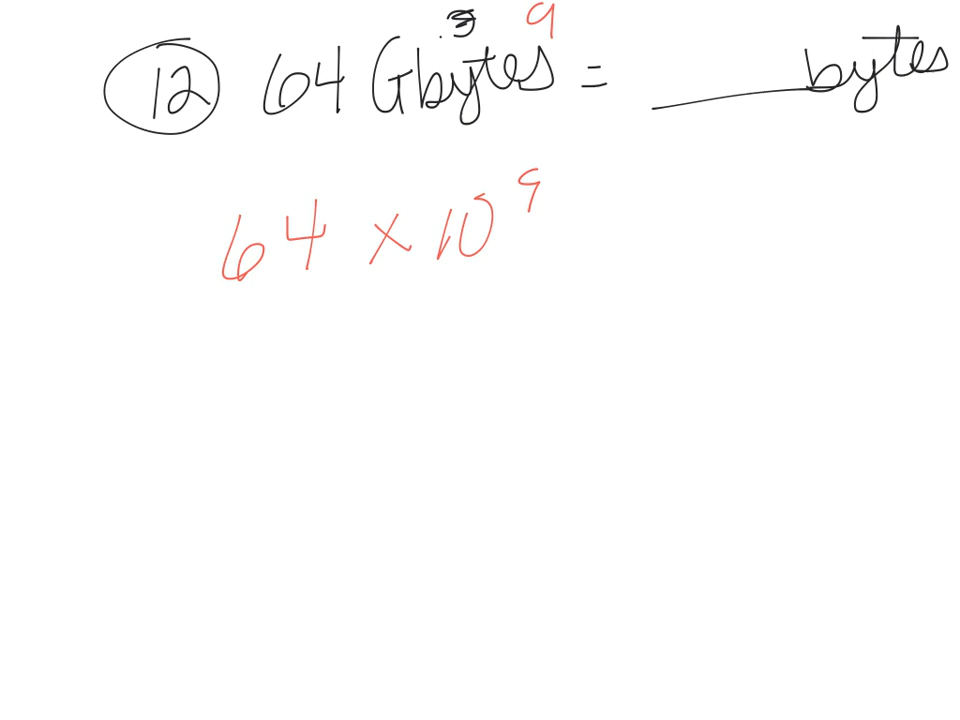 9
12 64 Gbytes = ____ bytes
64 x 10^9